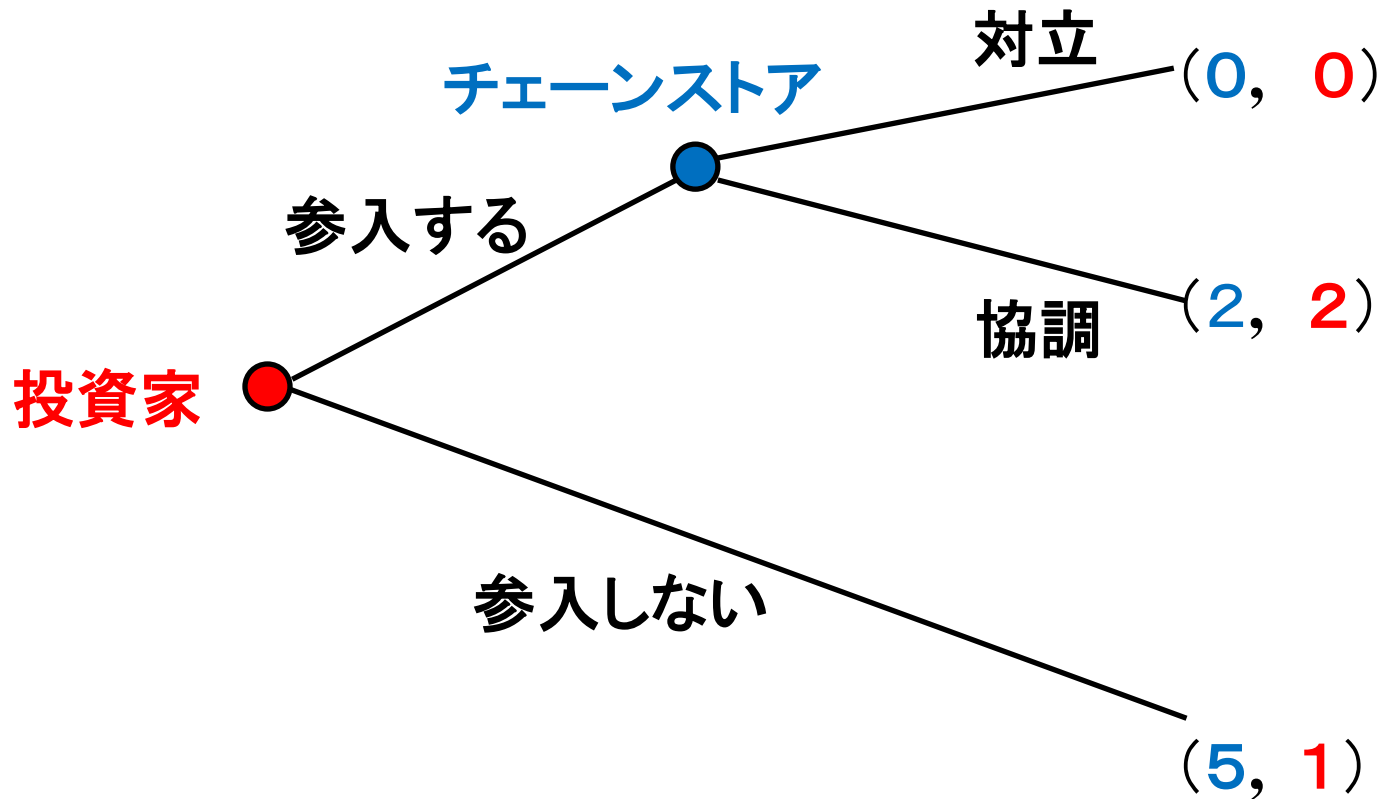 対立
(0, 0)
チェーンストア
参入する
(2, 2)
協調
投資家
参入しない
(5, 1)